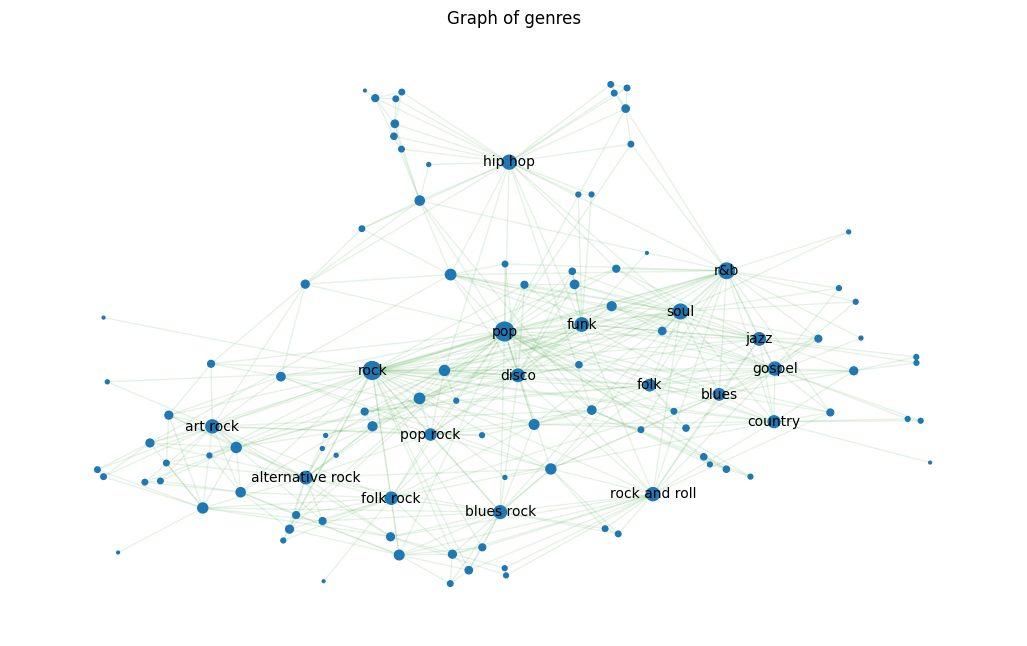 Graph of genres
hip hop
r&b
soul
funk
pop
jazz
gospel
rock
disco
folk
blues
country
art rock
pop rock
alternative rock
folk rock
rock and roll
blues rock